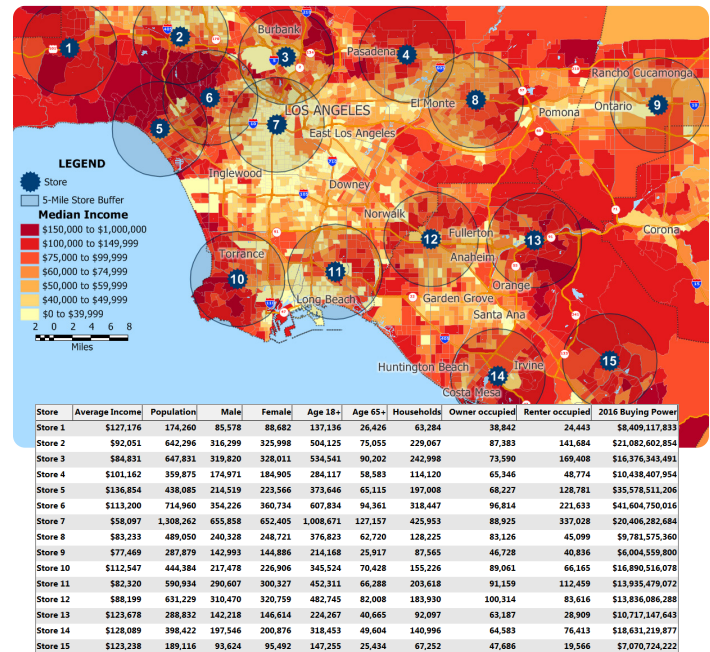 Burbank
Pasadena
Rancho Cucamonga
1
2
3
4
5
6
7
8
9
LOS ANGELES
El Monte
Pomona
Ontario
East Los Angeles
Inglewood
Downey
Norwalk
Fullerton
Corona
Torrance
Anaheim
10
11
12
13
14
15
Orange
Long Beach
Garden Grove
Santa Ana
Huntington Beach
Irvine
Costa Mesa
LEGEND
Store
5-Mile Store Buffer
Median Income
$150,000 to $1,000,000
$100,000 to $149,999
$75,000 to $99,999
$60,000 to $74,999
$50,000 to $59,999
$40,000 to $49,999
$0 to $39,999
2 0 2 4 6 8
Miles
Store Average Income Population Male Female Age 18+ Age 65+ Households Owner occupied Renter occupied 2016 Buying Power
Store 1 $127,176 174,260 85,578 88,682 137,136 26,426 63,284 38,842 24,443 $8,409,117,833
Store 2 $92,051 642,296 316,299 325,998 504,125 75,055 229,067 87,383 141,684 $21,082,602,854
Store 3 $84,831 647,831 319,820 328,011 534,541 90,202 242,998 73,590 169,408 $16,376,343,491
Store 4 $101,162 359,875 174,971 184,905 284,117 58,583 114,120 65,346 48,774 $10,438,407,954
Store 5 $136,854 438,085 214,519 223,566 373,646 65,115 197,008 68,227 128,781 $35,578,511,206
Store 6 $113,200 714,960 354,226 360,734 607,834 94,361 318,447 96,814 221,633 $41,604,750,016
Store 7 $58,097 1,308,262 655,858 652,405 1,008,671 127,157 425,953 88,925 337,028 $20,406,282,684
Store 8 $83,233 489,050 240,328 248,721 376,823 62,720 128,225 83,126 45,099 $9,781,575,360
Store 9 $77,469 287,879 142,993 144,886 214,168 25,917 87,565 46,728 40,836 $6,004,559,800
Store 10 $112,547 444,384 217,478 226,906 345,524 70,428 155,226 89,061 66,165 $16,890,516,078
Store 11 $82,320 590,934 290,607 300,327 452,311 66,288 203,618 91,159 112,459 $13,935,479,072
Store 12 $88,199 631,229 310,470 320,759 482,745 82,008 183,930 100,314 83,616 $13,836,086,288
Store 13 $123,678 288,832 142,218 146,614 224,267 40,665 92,097 63,187 28,909 $10,717,147,643
Store 14 $128,089 398,422 197,546 200,876 318,453 49,604 140,996 64,583 76,413 $18,631,219,877
Store 15 $123,238 189,116 93,624 95,492 147,255 25,434 67,252 47,686 19,566 $7,070,724,222